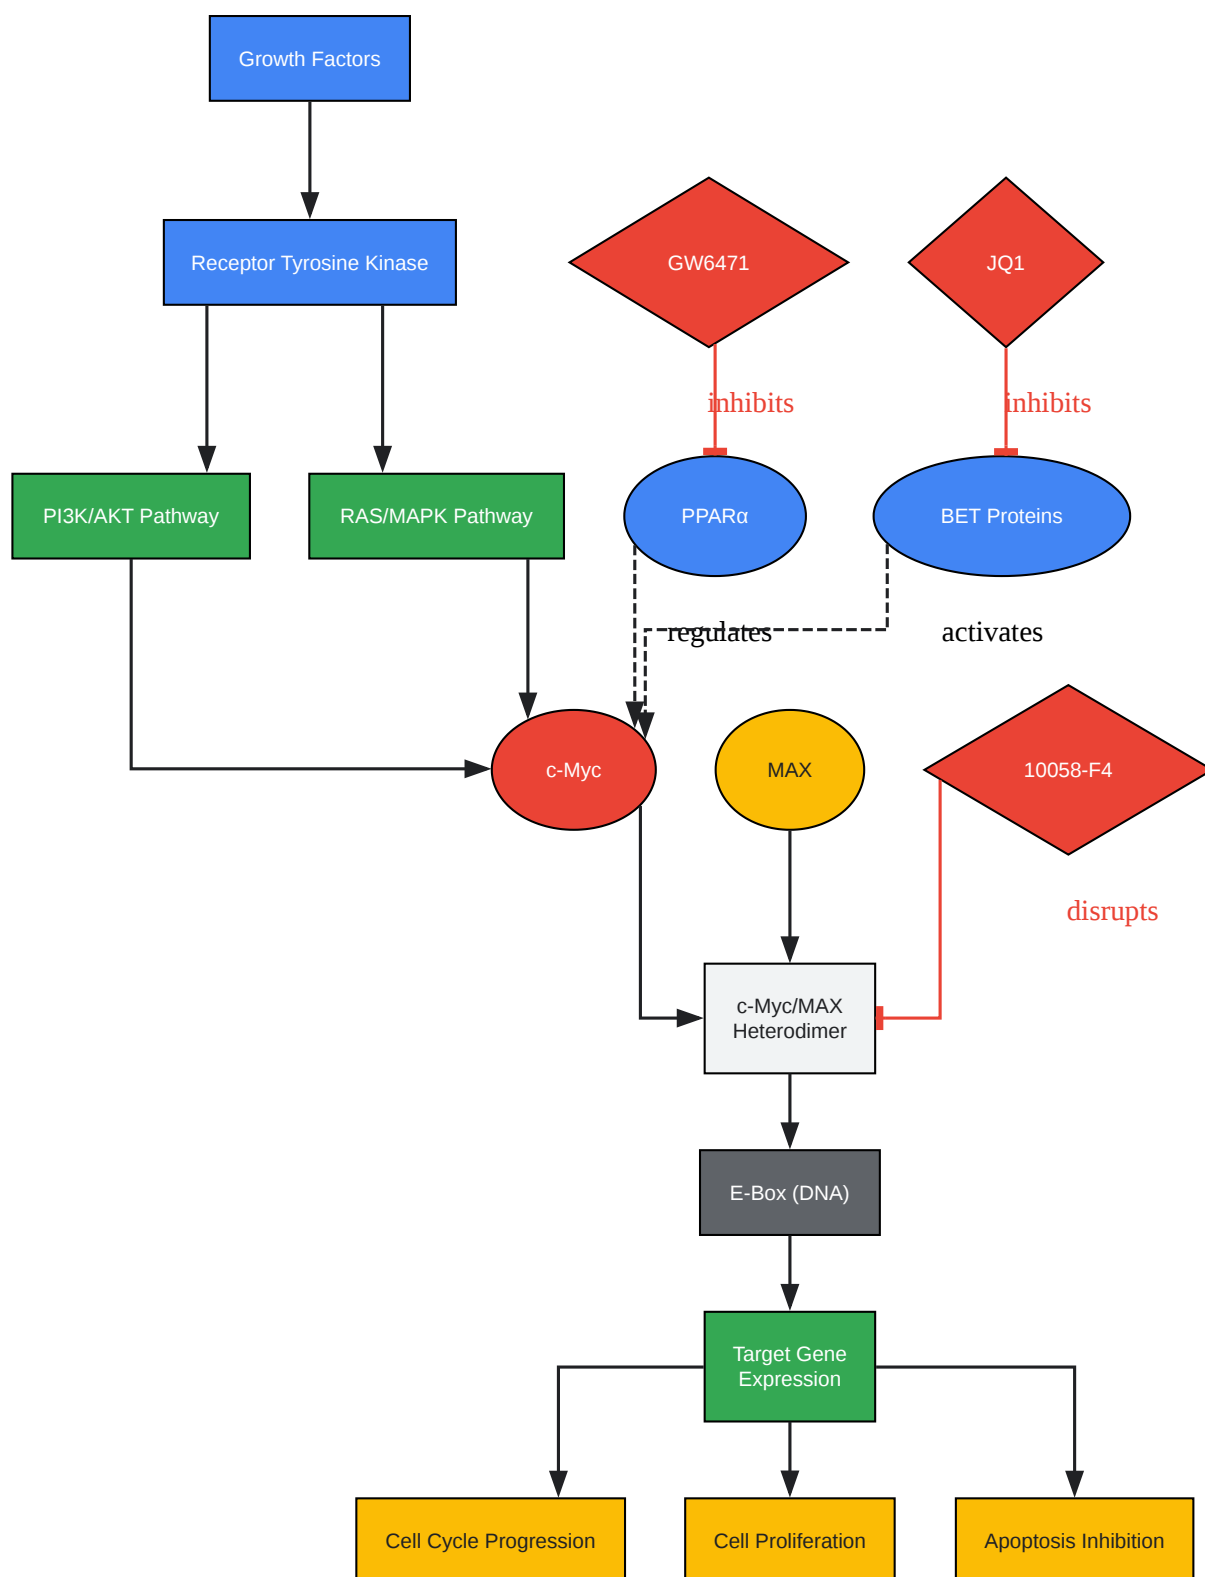 Growth Factors
Receptor Tyrosine Kinase
GW6471
JQ1
inhibits
inhibits
PI3K/AKT Pathway
RAS/MAPK Pathway
PPARα
BET Proteins
regulates
activates
c-Myc
MAX
10058-F4
disrupts
c-Myc/MAX
Heterodimer
E-Box (DNA)
Target Gene
Expression
Cell Cycle Progression
Cell Proliferation
Apoptosis Inhibition